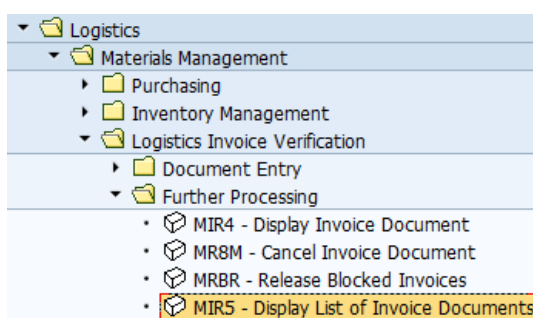 Logistics
Materials Management
Purchasing
Inventory Management
Logistics Invoice Verification
Document Entry
Further Processing
MIR4 - Display Invoice Document
MR8M - Cancel Invoice Document
MRBR - Release Blocked Invoices
MIR5 - Display List of Invoice Documents